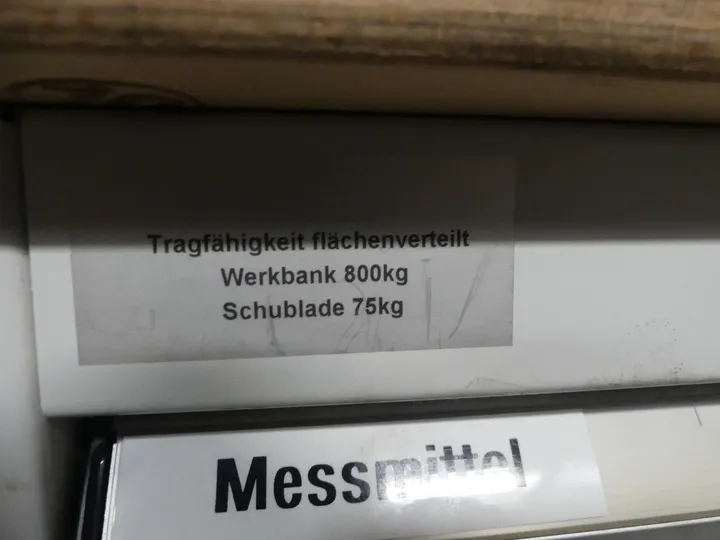 Tragfähigkeit flächenverteilt
Werkbank 800kg
Schublade 75kg
Messmittel